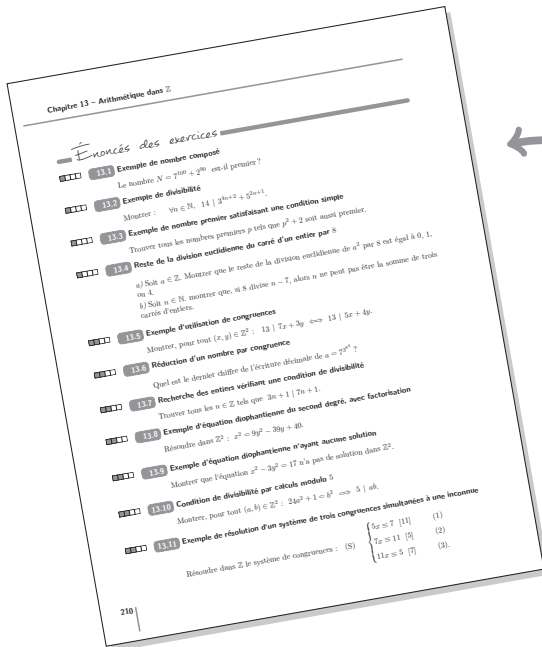 Chapitre 13 – Arithmétique dans ℤ
Énoncés des exercices
13.1 Exemple de nombre composé
Le nombre N = 7¹⁰⁰ + 2⁹⁰ est-il premier ?
13.2 Exemple de divisibilité
Montrer : ∀n ∈ ℕ, 14 | 3⁴ⁿ⁺² + 5²ⁿ⁺¹.
13.3 Exemple de nombre premier satisfaisant une condition simple
Trouver tous les nombres premiers p tels que p² + 2 soit aussi premier.
13.4 Reste de la division euclidienne du carré d'un entier par 8
a) Soit a ∈ ℤ. Montrer que le reste de la division euclidienne de a² par 8 est égal à 0, 1,
ou 4.
b) Soit n ∈ ℕ. montrer que, si 8 divise n − 7, alors n ne peut pas être la somme de trois
carrés d'entiers.
13.5 Exemple d'utilisation de congruences
Montrer, pour tout (x, y) ∈ ℤ² : 13 | 7x + 3y ⟺ 13 | 5x + 4y.
13.6 Réduction d'un nombre par congruence
Quel est le dernier chiffre de l'écriture décimale de a = ?
13.7 Recherche des entiers vérifiant une condition de divisibilité
Trouver tous les n ∈ ℤ tels que 3n + 1 | 7n + 1.
13.8 Exemple d'équation diophantienne du second degré, avec factorisation
Résoudre dans ℤ² : x² = 9y² − 39y + 40.
13.9 Exemple d'équation diophantienne n'ayant aucune solution
Montrer que l'équation x² − 3y² = 17 n'a pas de solution dans ℤ².
13.10 Condition de divisibilité par calculs modulo 5
Montrer, pour tout (a, b) ∈ ℤ² : 24a² + 1 = b² ⟹ 5 | ab.
13.11 Exemple de résolution d'un système de trois congruences simultanées à une inconnue
5x ≡ 7 [11] (1)
Résoudre dans ℤ le système de congruences : (S) 7x ≡ 11 [5] (2)
11x ≡ 5 [7] (3).
210